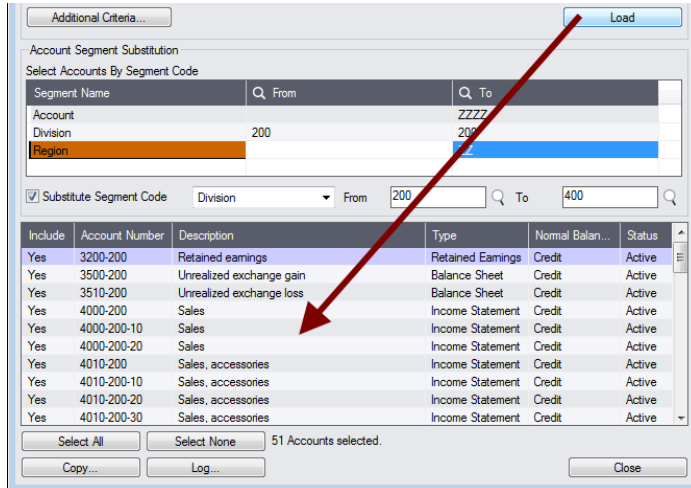 Additional Criteria... Load
Account Segment Substitution
Select Accounts By Segment Code
Segment Name From To
Account ZZZZ
Division 200 200
Region ZZ
Substitute Segment Code Division From 200 To 400
Include Account Number Description Type Normal Balan... Status
Yes 3200-200 Retained earnings Retained Earnings Credit Active
Yes 3500-200 Unrealized exchange gain Balance Sheet Credit Active
Yes 3510-200 Unrealized exchange loss Balance Sheet Credit Active
Yes 4000-200 Sales Income Statement Credit Active
Yes 4000-200-10 Sales Income Statement Credit Active
Yes 4000-200-20 Sales Income Statement Credit Active
Yes 4010-200 Sales, accessories Income Statement Credit Active
Yes 4010-200-10 Sales, accessories Income Statement Credit Active
Yes 4010-200-20 Sales, accessories Income Statement Credit Active
Yes 4010-200-30 Sales, accessories Income Statement Credit Active
Select All Select None 51 Accounts selected.
Copy... Log... Close